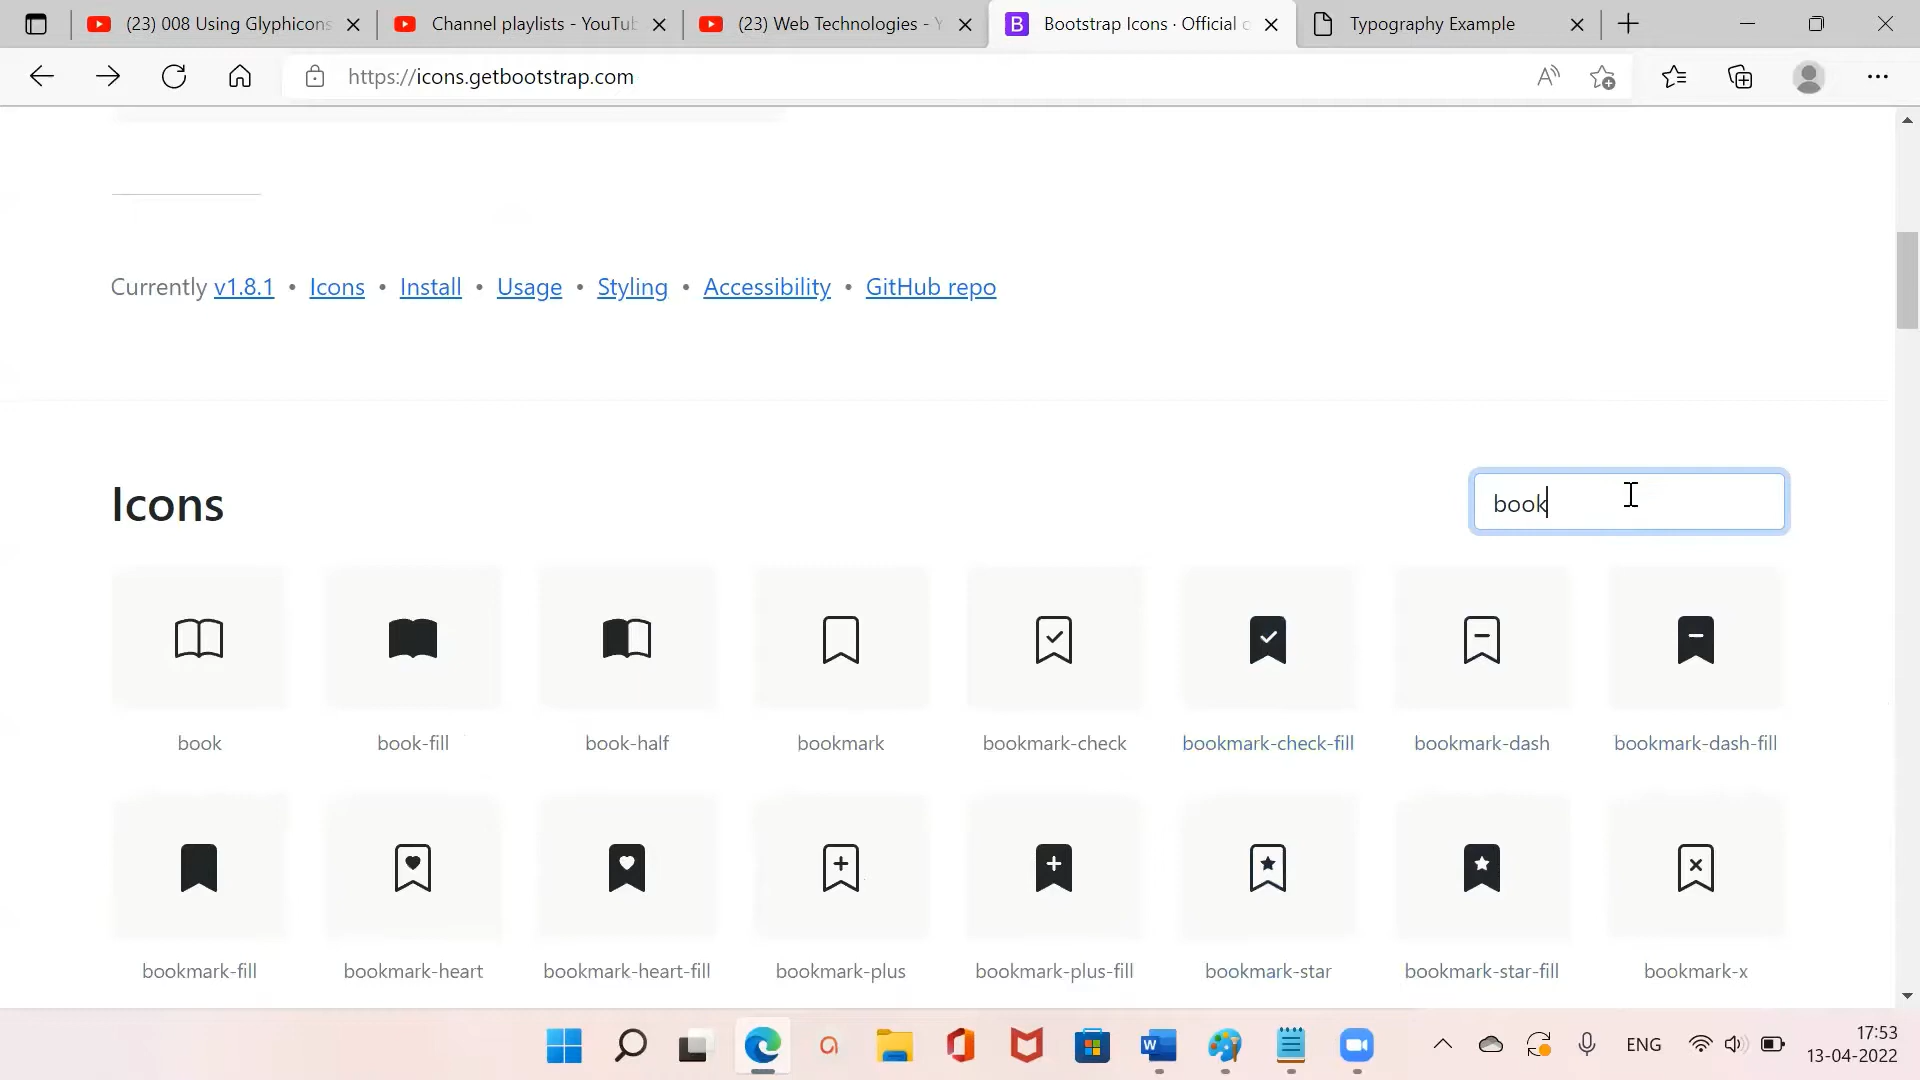 (23) 008 Using Glyphicons
Channel playlists - YouTub
(23) Web Technologies - Y
B
Bootstrap Icons · Official c
Typography Example
https://icons.getbootstrap.com
Currently v1.8.1 • Icons • Install • Usage • Styling • Accessibility • GitHub repo
Icons
book
book book-fill book-half bookmark bookmark-check bookmark-check-fill bookmark-dash bookmark-dash-fill
bookmark-fill bookmark-heart bookmark-heart-fill bookmark-plus bookmark-plus-fill bookmark-star bookmark-star-fill bookmark-x
ENG
17:53
13-04-2022